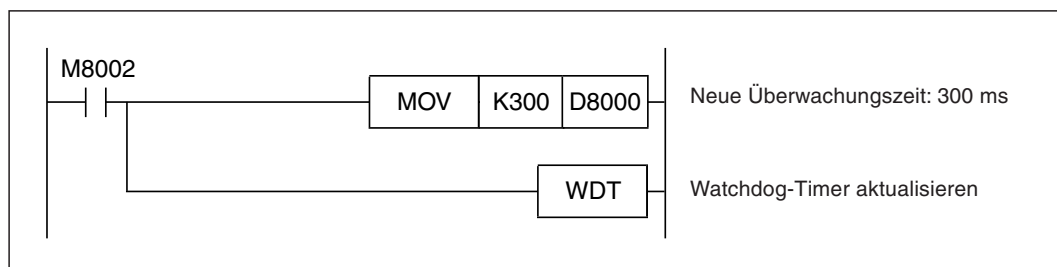 M8002
MOV K300 D8000 Neue Überwachungszeit: 300 ms
WDT Watchdog-Timer aktualisieren